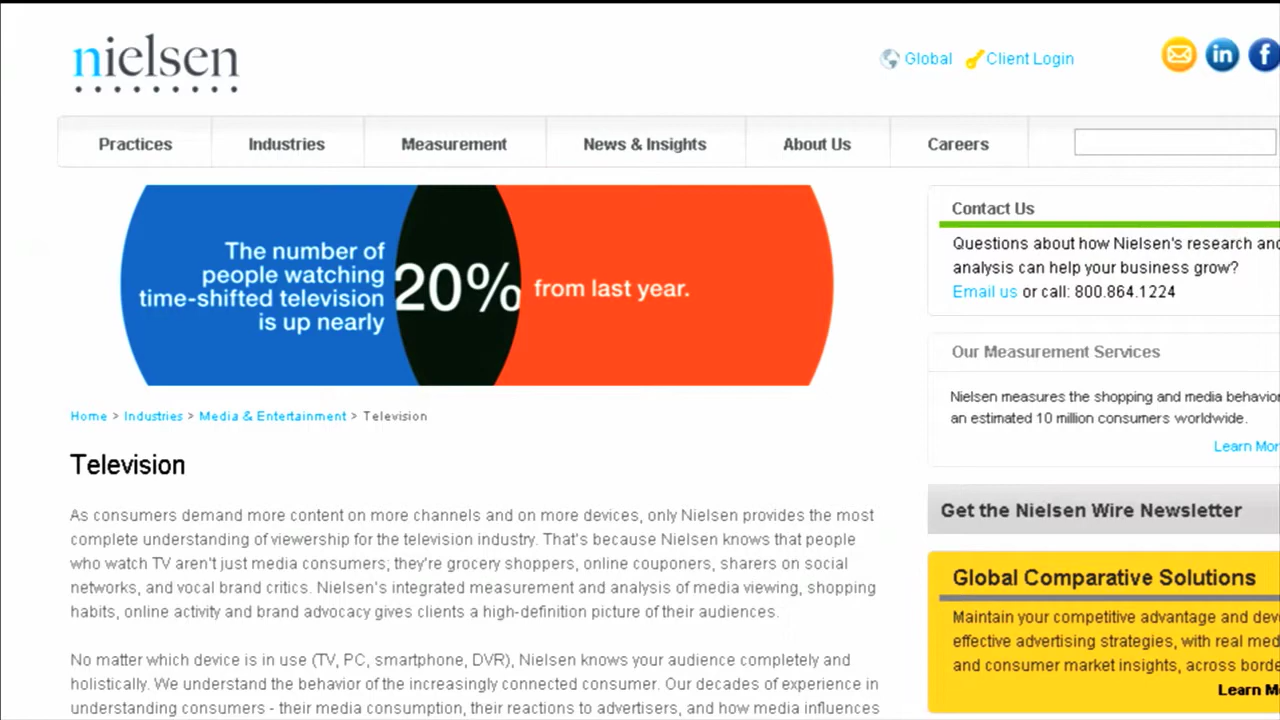 nielsen
Global
Client Login
Practices
Industries
Measurement
News & Insights
About Us
Careers
The number of
people watching
time-shifted television
is up nearly
20%
from last year.
Home > Industries > Media & Entertainment > Television
Television
As consumers demand more content on more channels and on more devices, only Nielsen provides the most
complete understanding of viewership for the television industry. That's because Nielsen knows that people
who watch TV aren't just media consumers; they're grocery shoppers, online couponers, sharers on social
networks, and vocal brand critics. Nielsen's integrated measurement and analysis of media viewing, shopping
habits, online activity and brand advocacy gives clients a high-definition picture of their audiences.
No matter which device is in use (TV, PC, smartphone, DVR), Nielsen knows your audience completely and
holistically. We understand the behavior of the increasingly connected consumer. Our decades of experience in
understanding consumers - their media consumption, their reactions to advertisers, and how media influences
Contact Us
Questions about how Nielsen's research and
analysis can help your business grow?
Email us or call: 800.864.1224
Our Measurement Services
Nielsen measures the shopping and media behavior
an estimated 10 million consumers worldwide.
Learn Mor
Get the Nielsen Wire Newsletter
Global Comparative Solutions
Maintain your competitive advantage and dev
effective advertising strategies, with real med
and consumer market insights, across borde
Learn M